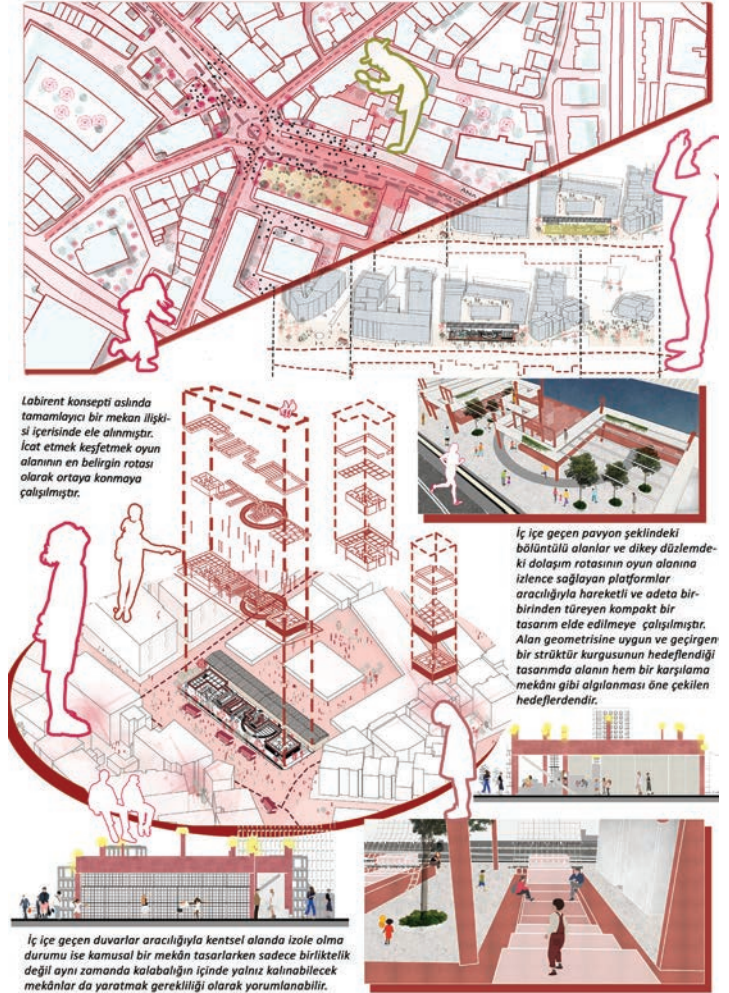 Labirent konsepti aslında
tamamlayıcı bir mekan ilişki-
si içerisinde ele alınmıştır.
İcat etmek keşfetmek oyun
alanının en belirgin rotası
olarak ortaya konmaya
çalışılmıştır.
İç içe geçen pavyon şeklindeki
bölüntülü alanlar ve dikey düzlemde-
ki dolaşım rotasının oyun alanına
izlence sağlayan platformlar
aracılığıyla hareketli ve adeta bir-
birinden türeyen kompakt bir
tasarım elde edilmeye çalışılmıştır.
Alan geometrisine uygun ve geçirgen
bir strüktür kurgusunun hedeflendiği
tasarımda alanın hem bir karşılama
mekânı gibi algılanması öne çekilen
hedeflerdendir.
İç içe geçen duvarlar aracılığıyla kentsel alanda izole olma
durumu ise kamusal bir mekân tasarlarken sadece birliktelik
değil aynı zamanda kalabalığın içinde yalnız kalınabilecek
mekânlar da yaratmak gerekliliği olarak yorumlanabilir.